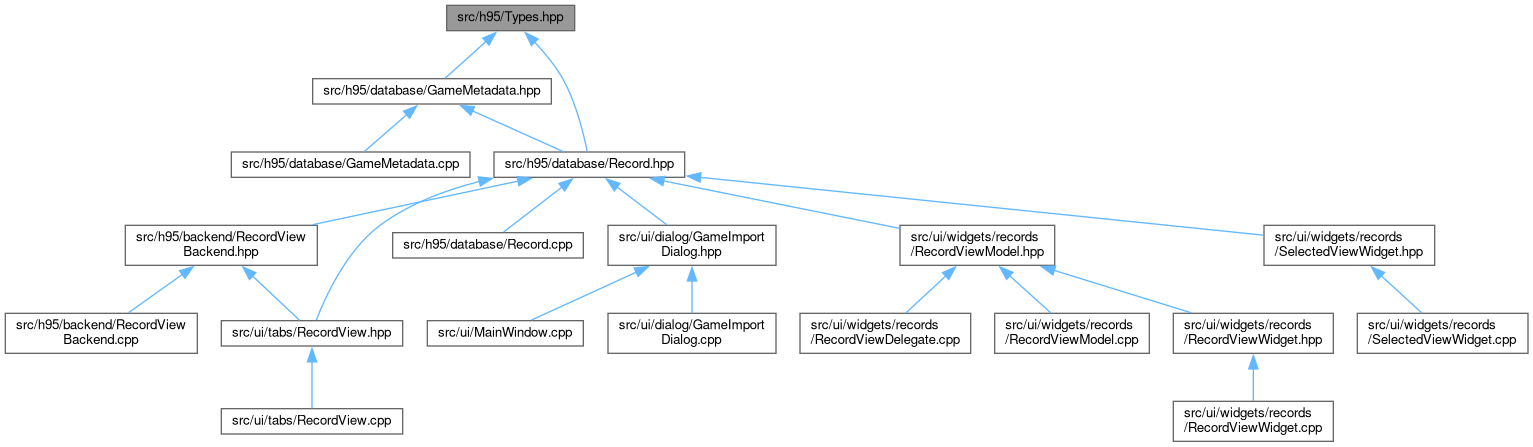 src/h95/Types.hpp
src/h95/database/GameMetadata.hpp
src/h95/database/GameMetadata.cpp
src/h95/database/Record.hpp
src/h95/backend/RecordView
Backend.hpp
src/h95/database/Record.cpp
src/ui/dialog/GameImport
Dialog.hpp
src/ui/widgets/records
/RecordViewModel.hpp
src/ui/widgets/records
/SelectedViewWidget.hpp
src/h95/backend/RecordView
Backend.cpp
src/ui/tabs/RecordView.hpp
src/ui/MainWindow.cpp
src/ui/dialog/GameImport
Dialog.cpp
src/ui/widgets/records
/RecordViewDelegate.cpp
src/ui/widgets/records
/RecordViewModel.cpp
src/ui/widgets/records
/RecordViewWidget.hpp
src/ui/widgets/records
/SelectedViewWidget.cpp
src/ui/tabs/RecordView.cpp
src/ui/widgets/records
/RecordViewWidget.cpp